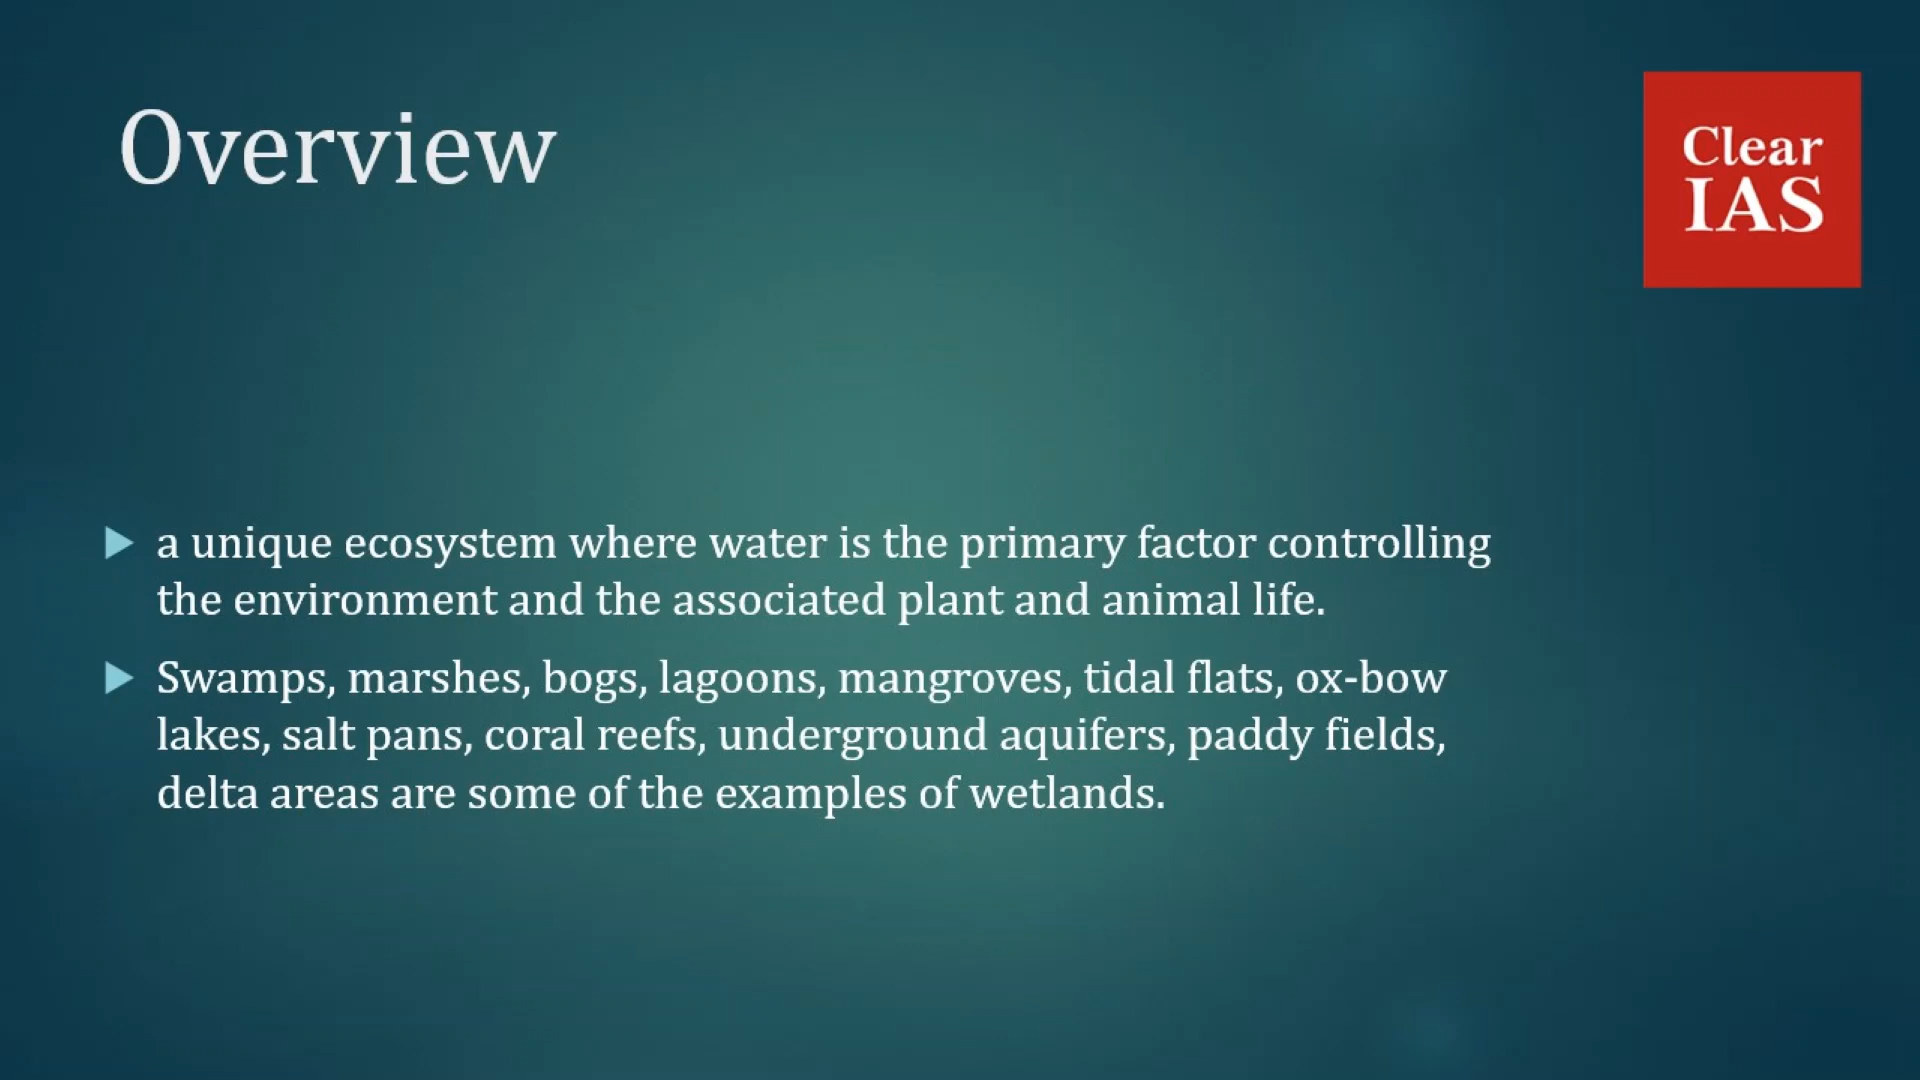 Overview
Clear
IAS
a unique ecosystem where water is the primary factor controlling
the environment and the associated plant and animal life.
Swamps, marshes, bogs, lagoons, mangroves, tidal flats, ox-bow
lakes, salt pans, coral reefs, underground aquifers, paddy fields,
delta areas are some of the examples of wetlands.